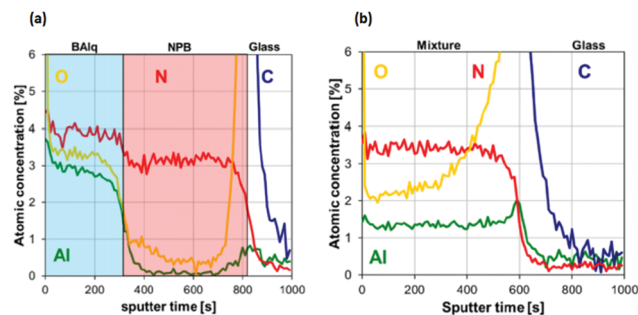 (a)
BAlq NPB Glass
6
5
4
3
2
1
0
O N C
Al
Atomic concentration [%]
0 200 400 600 800 1000
sputter time [s]
(b)
Mixture Glass
6
5
4
3
2
1
0
O N C
Al
Atomic concentration [%]
0 200 400 600 800 1000
Sputter time [s]